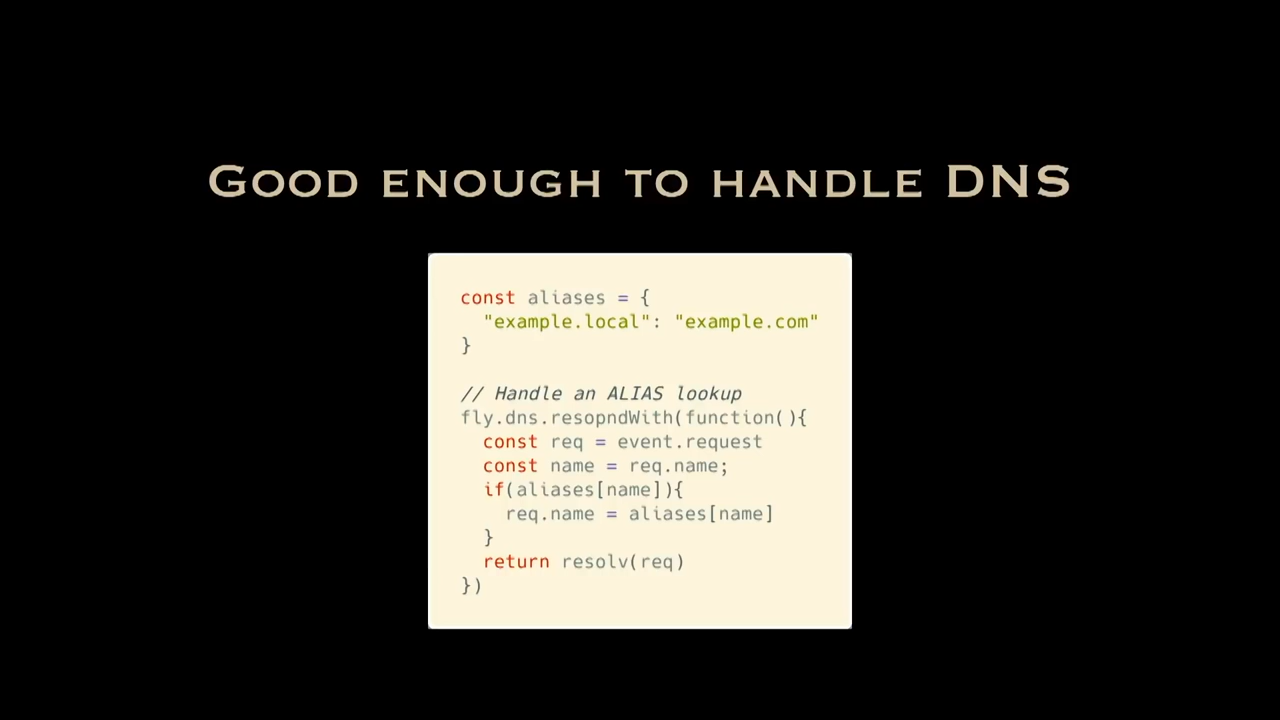 Good enough to handle DNS
const aliases = {
  "example.local": "example.com"
}
// Handle an ALIAS lookup
fly.dns.resopndWith(function(){
  const req = event.request
  const name = req.name;
  if(aliases[name]){
    req.name = aliases[name]
  }
  return resolv(req)
})